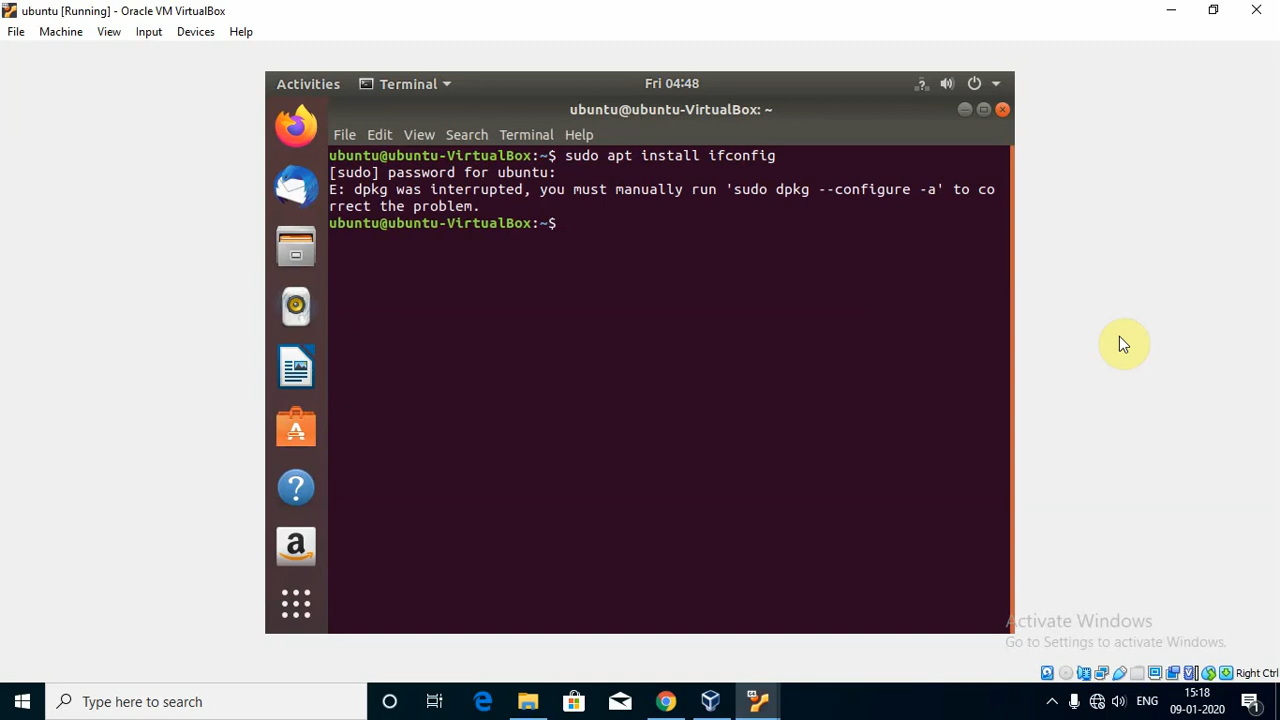 ubuntu [Running] - Oracle VM VirtualBox
File Machine View Input Devices Help
Activities Terminal Fri 04:48
ubuntu@ubuntu-VirtualBox: ~
File Edit View Search Terminal Help
ubuntu@ubuntu-VirtualBox:~$ sudo apt install ifconfig
[sudo] password for ubuntu:
E: dpkg was interrupted, you must manually run 'sudo dpkg --configure -a' to co
rrect the problem.
ubuntu@ubuntu-VirtualBox:~$
Activate Windows
Go to Settings to activate Windows.
Right Ctrl
Type here to search
ENG
15:18
09-01-2020
1